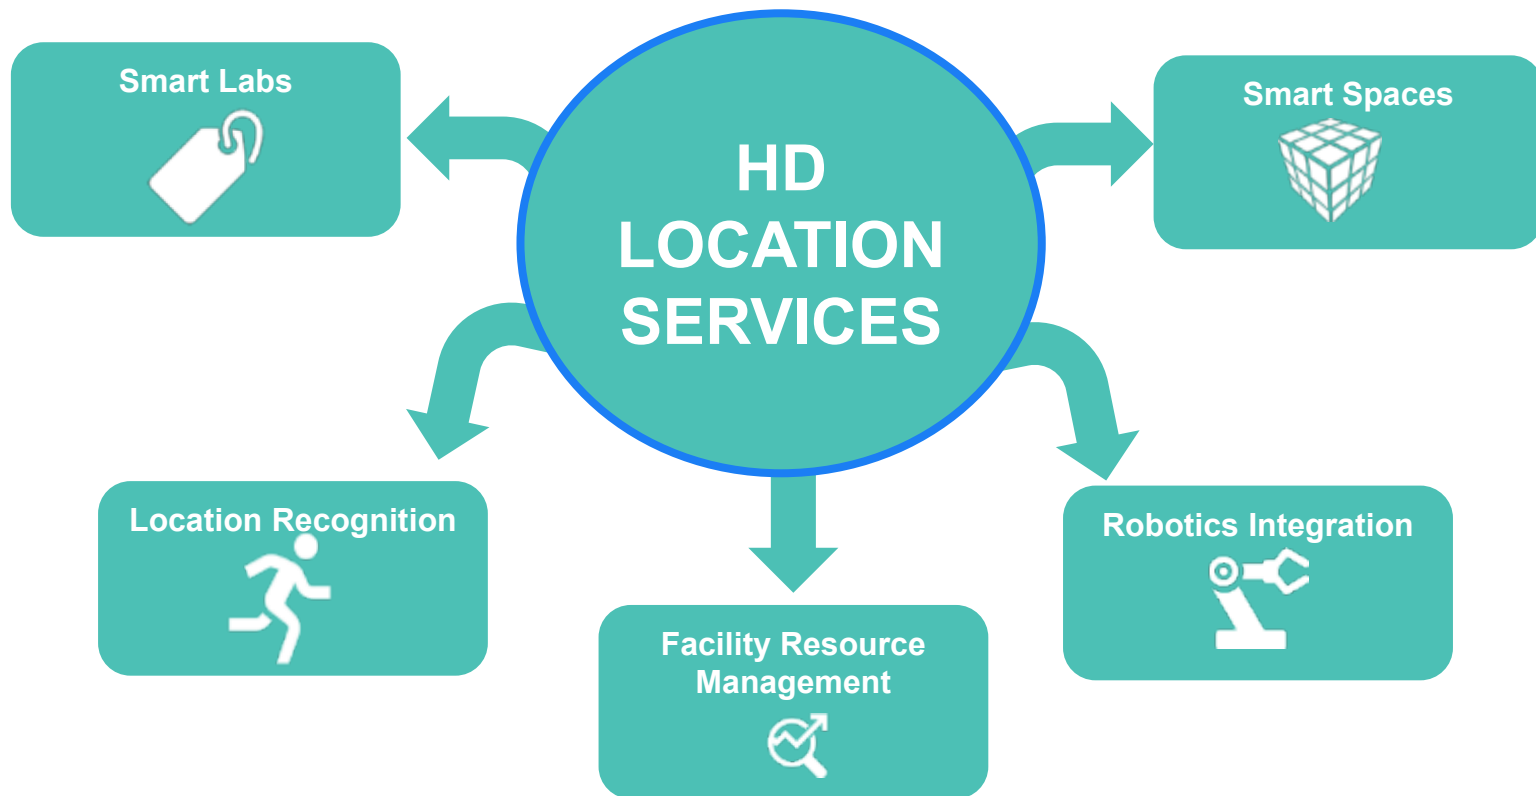 Smart Labs
HD
LOCATION
SERVICES
Smart Spaces
Location Recognition
Facility Resource
Management
Robotics Integration